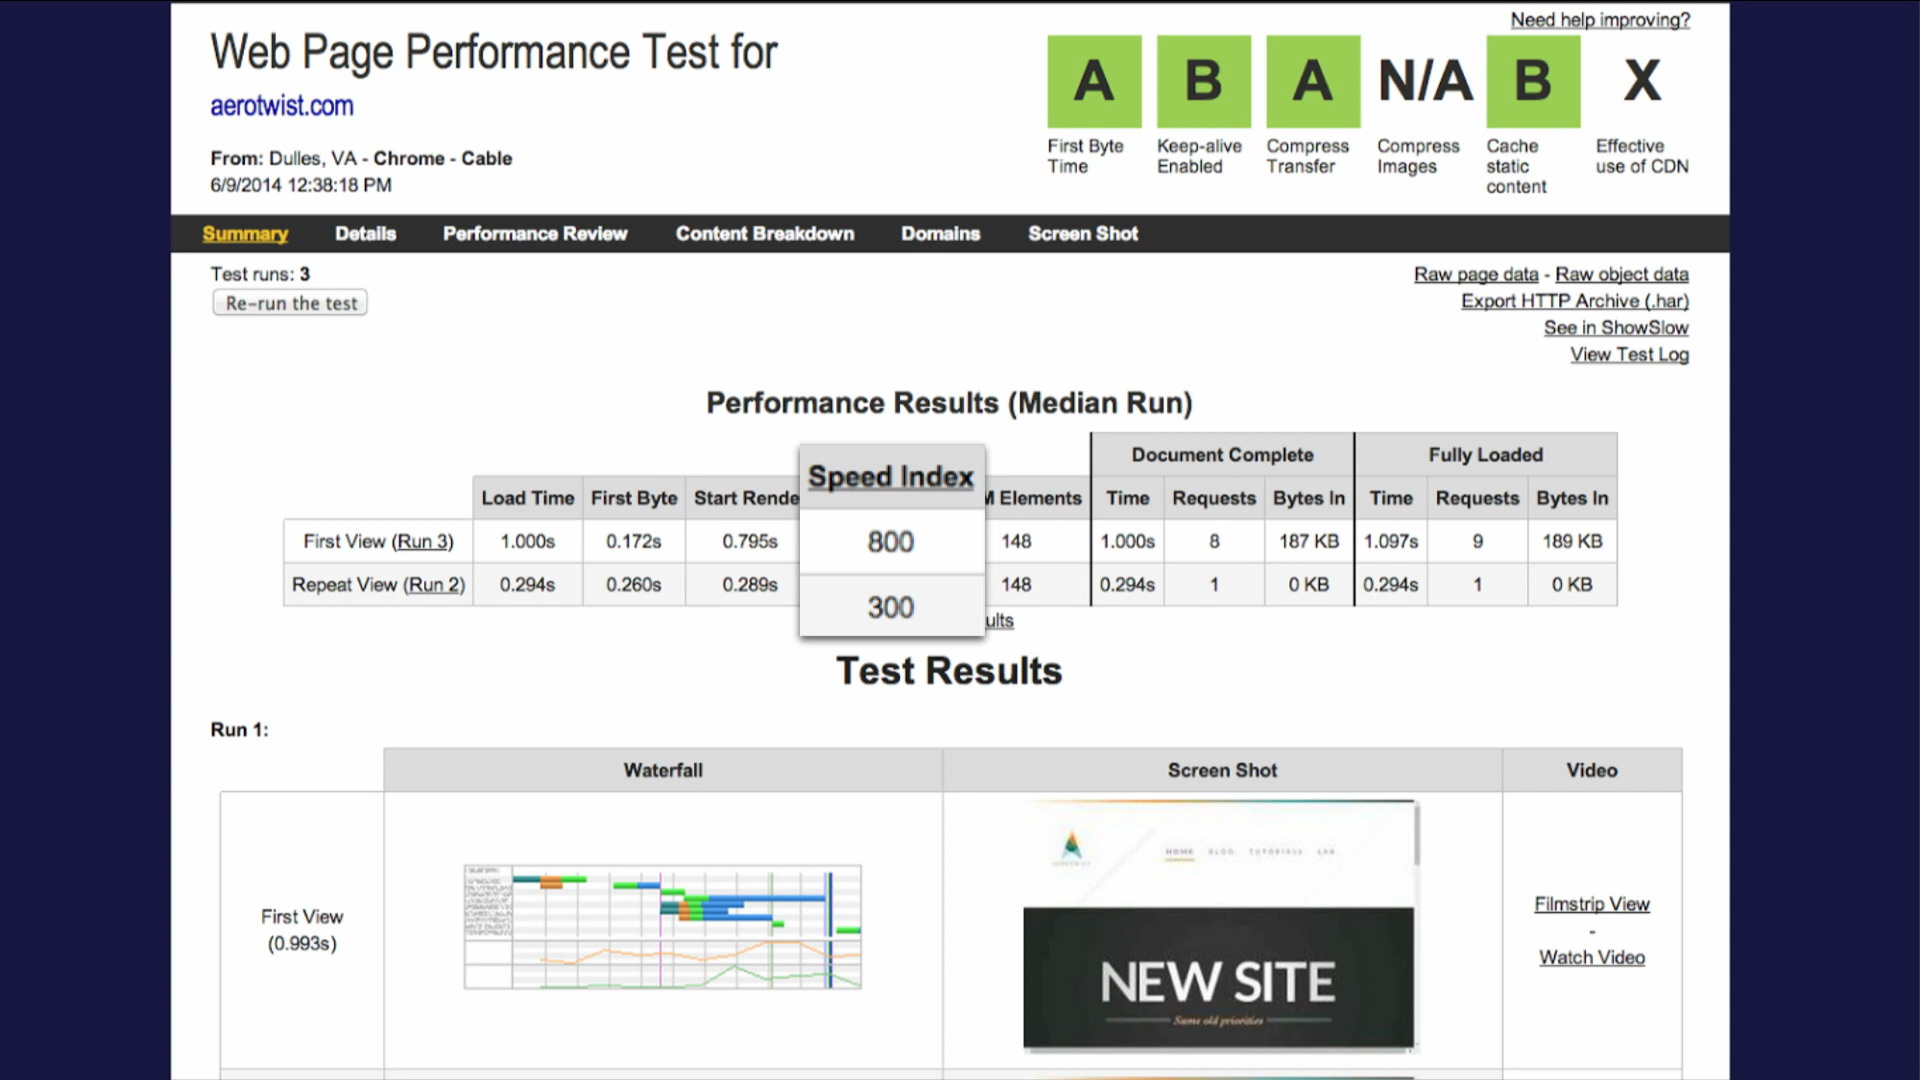 Need help improving?
Web Page Performance Test for
aerotwist.com
From: Dulles, VA - Chrome - Cable
6/9/2014 12:38:18 PM
A B A N/A B X
First Byte Time
Keep-alive Enabled
Compress Transfer
Compress Images
Cache static content
Effective use of CDN
Summary Details Performance Review Content Breakdown Domains Screen Shot
Test runs: 3
Re-run the test
Raw page data - Raw object data
Export HTTP Archive (.har)
See in ShowSlow
View Test Log
Performance Results (Median Run)
Document Complete Fully Loaded
Load Time First Byte Start Rende Speed Index M Elements Time Requests Bytes In Time Requests Bytes In
First View (Run 3) 1.000s 0.172s 0.795s 800 148 1.000s 8 187 KB 1.097s 9 189 KB
Repeat View (Run 2) 0.294s 0.260s 0.289s 300 148 0.294s 1 0 KB 0.294s 1 0 KB
ults
Test Results
Run 1:
Waterfall Screen Shot Video
First View
(0.993s)
HOME BLOG TUTORIALS LAB
NEW SITE
Same old priorities
Filmstrip View
-
Watch Video